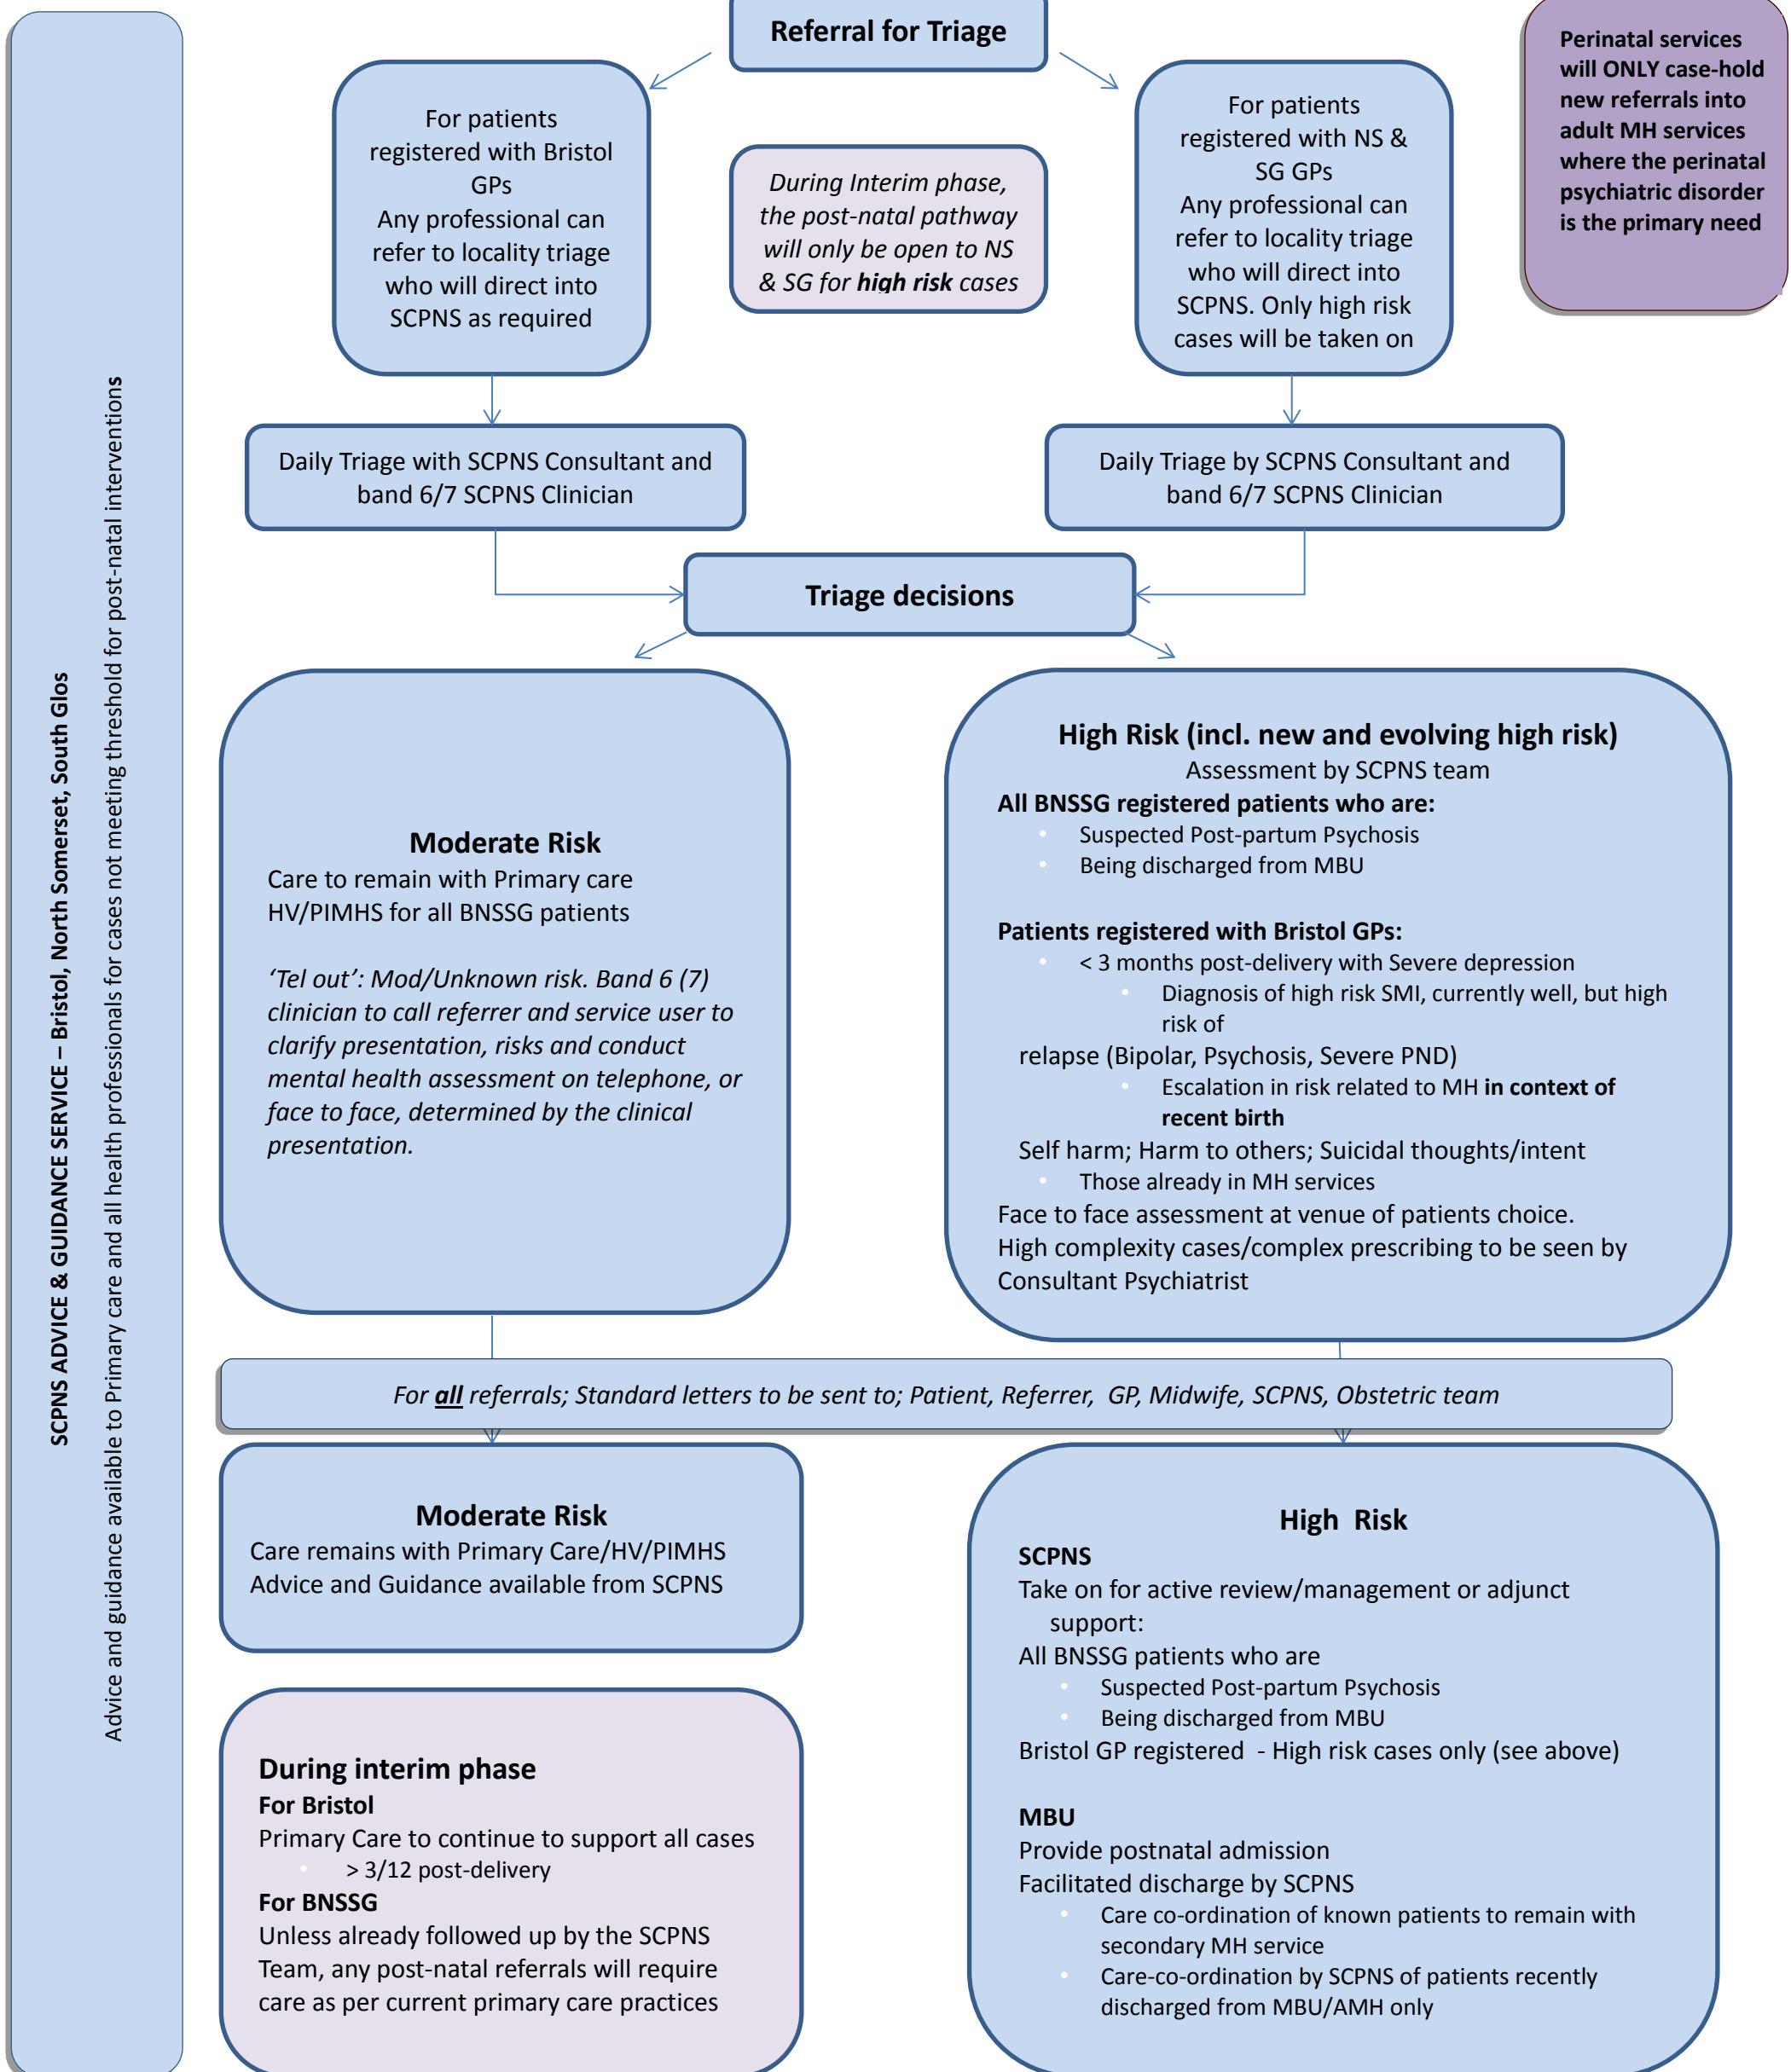 SCPNS ADVICE & GUIDANCE SERVICE – Bristol, North Somerset, South Glos
Advice and guidance available to Primary care and all health professionals for cases not meeting threshold for post-natal interventions
Referral for Triage
For patients
registered with Bristol
GPs
Any professional can
refer to locality triage
who will direct into
SCPNS as required
During Interim phase,
the post-natal pathway
will only be open to NS
& SG for high risk cases
For patients
registered with NS &
SG GPs
Any professional can
refer to locality triage
who will direct into
SCPNS. Only high risk
cases will be taken on
Perinatal services
will ONLY case-hold
new referrals into
adult MH services
where the perinatal
psychiatric disorder
is the primary need
Daily Triage with SCPNS Consultant and
band 6/7 SCPNS Clinician
Daily Triage by SCPNS Consultant and
band 6/7 SCPNS Clinician
Triage decisions
Moderate Risk
Care to remain with Primary care
HV/PIMHS for all BNSSG patients
‘Tel out’: Mod/Unknown risk. Band 6 (7)
clinician to call referrer and service user to
clarify presentation, risks and conduct
mental health assessment on telephone, or
face to face, determined by the clinical
presentation.
High Risk (incl. new and evolving high risk)
Assessment by SCPNS team
All BNSSG registered patients who are:
• Suspected Post-partum Psychosis
• Being discharged from MBU
Patients registered with Bristol GPs:
• < 3 months post-delivery with Severe depression
• Diagnosis of high risk SMI, currently well, but high
risk of
relapse (Bipolar, Psychosis, Severe PND)
• Escalation in risk related to MH in context of
recent birth
Self harm; Harm to others; Suicidal thoughts/intent
• Those already in MH services
Face to face assessment at venue of patients choice.
High complexity cases/complex prescribing to be seen by
Consultant Psychiatrist
For all referrals; Standard letters to be sent to; Patient, Referrer, GP, Midwife, SCPNS, Obstetric team
Moderate Risk
Care remains with Primary Care/HV/PIMHS
Advice and Guidance available from SCPNS
During interim phase
For Bristol
Primary Care to continue to support all cases
• > 3/12 post-delivery
For BNSSG
Unless already followed up by the SCPNS
Team, any post-natal referrals will require
care as per current primary care practices
High Risk
SCPNS
Take on for active review/management or adjunct
support:
All BNSSG patients who are
• Suspected Post-partum Psychosis
• Being discharged from MBU
Bristol GP registered - High risk cases only (see above)
MBU
Provide postnatal admission
Facilitated discharge by SCPNS
• Care co-ordination of known patients to remain with
secondary MH service
• Care-co-ordination by SCPNS of patients recently
discharged from MBU/AMH only